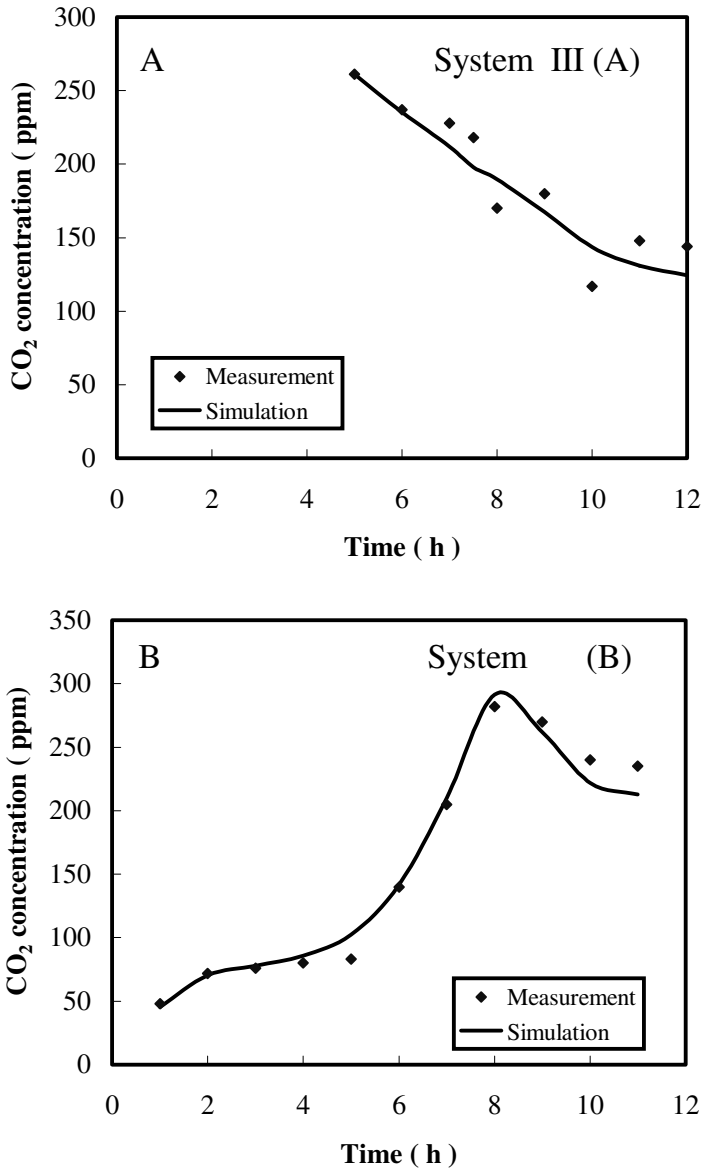 A
System III (A)
CO₂ concentration ( ppm)
300
250
200
150
100
50
0
Measurement
Simulation
0 2 4 6 8 10 12
Time ( h )
B
System (B)
CO₂ concentration ( ppm)
350
300
250
200
150
100
50
0
Measurement
Simulation
0 2 4 6 8 10 12
Time ( h )